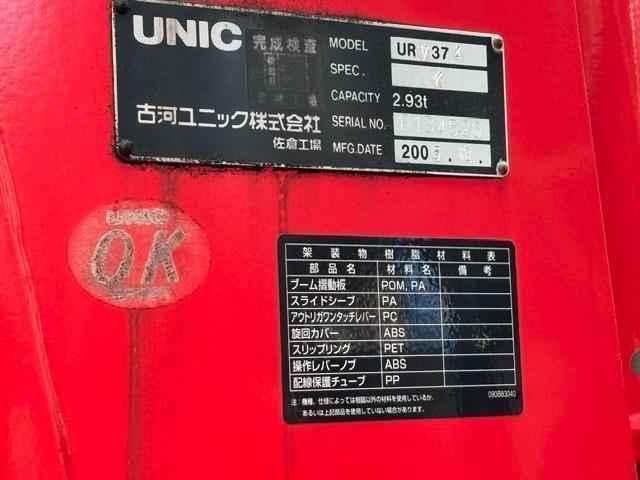 UNIC
完成検査
MODEL UR 37
SPEC.
CAPACITY 2.93t
古河ユニック株式会社
佐倉工場
SERIAL NO.
MFG.DATE 200
OK
架装物樹脂材料表
部品名 材料名 備考
ブーム摺動板 POM, PA
スライドシーブ PA
アウトリガワンタッチレバー PC
旋回カバー ABS
スリップリング PET
操作レバーノブ ABS
配線保護チューブ PP
注：機種、仕様によっては樹脂以外の材料を使用しているか、
あるいは上記部品を使用していない場合があります。
090883040